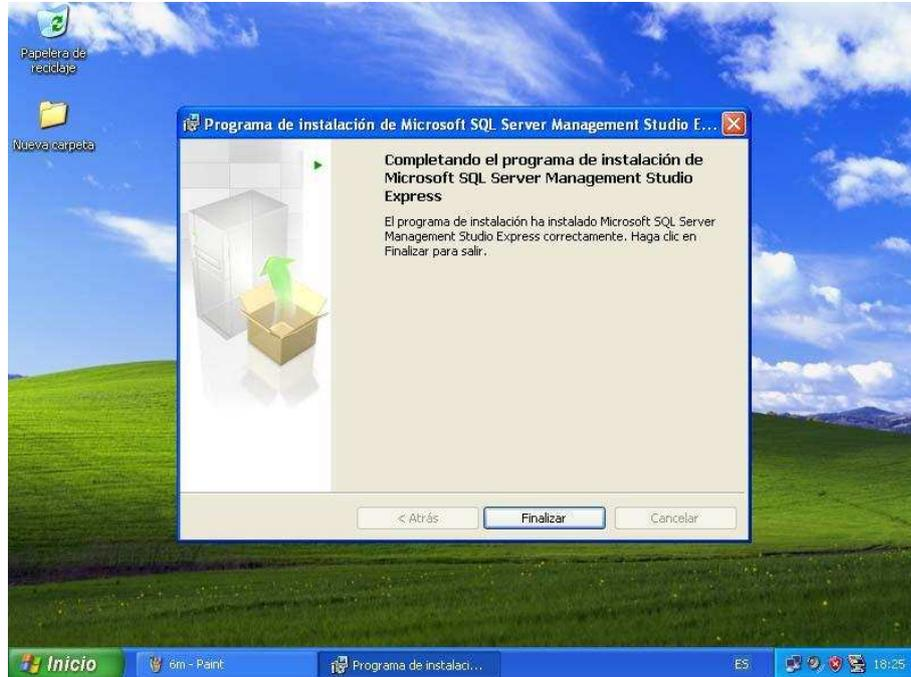 Papelera de
reciclaje
Nueva carpeta
Programa de instalación de Microsoft SQL Server Management Studio E...
Completando el programa de instalación de
Microsoft SQL Server Management Studio
Express
El programa de instalación ha instalado Microsoft SQL Server
Management Studio Express correctamente. Haga clic en
Finalizar para salir.
< Atrás
Finalizar
Cancelar
Inicio
6m - Paint
Programa de instalaci...
ES
18:25